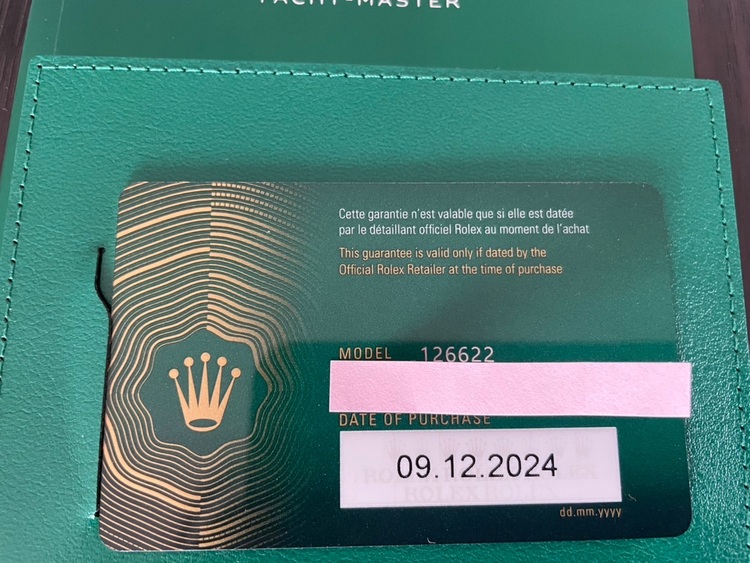 YACHT-MASTER
Cette garantie n'est valable que si elle est datée
par le détaillant officiel Rolex au moment de l'achat
This guarantee is valid only if dated by the
Official Rolex Retailer at the time of purchase
MODEL 126622
DATE OF PURCHASE
09.12.2024
dd.mm.yyyy